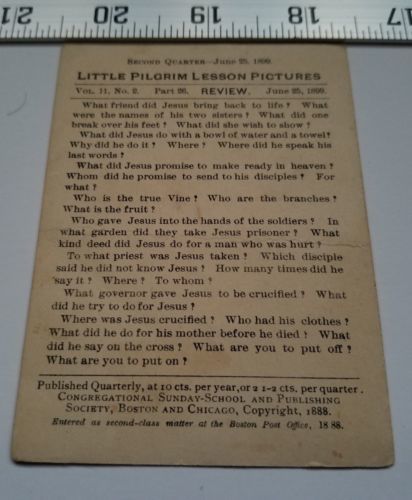 21 20 19 18 17
SECOND QUARTER—JUNE 25, 1899.
LITTLE PILGRIM LESSON PICTURES
VOL. 11, NO. 2. PART 26. REVIEW. JUNE 25, 1899.
What friend did Jesus bring back to life? What
were the names of his two sisters? What did one
break over his feet? What did she wish to show?
What did Jesus do with a bowl of water and a towel?
Why did he do it? Where? Where did he speak his
last words?
What did Jesus promise to make ready in heaven?
Whom did he promise to send to his disciples? For
what?
Who is the true Vine? Who are the branches?
What is the fruit?
Who gave Jesus into the hands of the soldiers? In
what garden did they take Jesus prisoner? What
kind deed did Jesus do for a man who was hurt?
To what priest was Jesus taken? Which disciple
said he did not know Jesus? How many times did he
say it? Where? To whom?
What governor gave Jesus to be crucified? What
did he try to do for Jesus?
Where was Jesus crucified? Who had his clothes?
What did he do for his mother before he died? What
did he say on the cross? What are you to put off?
What are you to put on?
Published Quarterly, at 10 cts. per year, or 2 1-2 cts. per quarter.
CONGREGATIONAL SUNDAY-SCHOOL AND PUBLISHING
SOCIETY, BOSTON AND CHICAGO, Copyright, 1888.
Entered as second-class matter at the Boston Post Office, 1888.